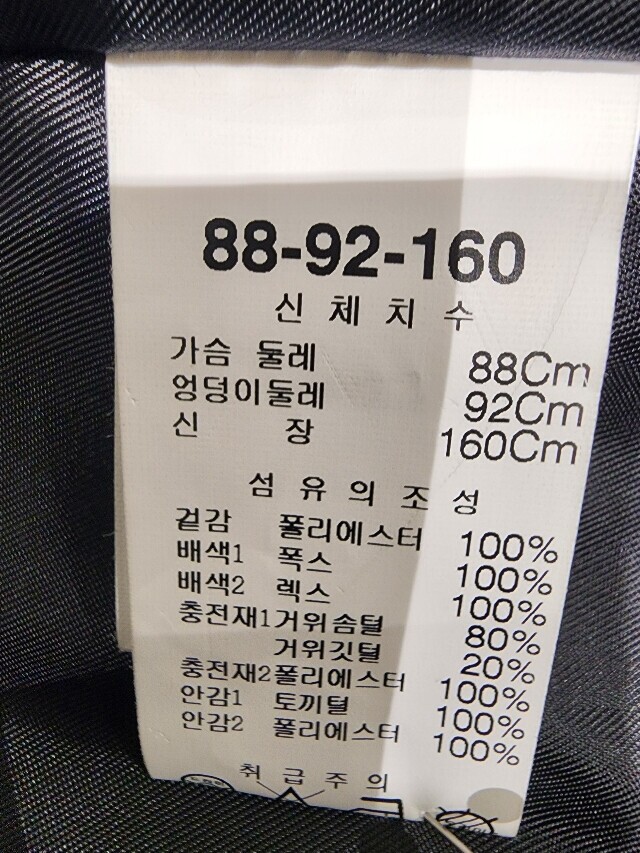 88-92-160
신 체 치 수
가슴 둘레 88Cm
엉덩이둘레 92Cm
신 장 160Cm
섬 유 의 조 성
겉감 폴리에스터 100%
배색1 폭스 100%
배색2 렉스 100%
충전재1 거위솜털 80%
거위깃털 20%
충전재2 폴리에스터 100%
안감1 토끼털 100%
안감2 폴리에스터 100%
취 급 주 의